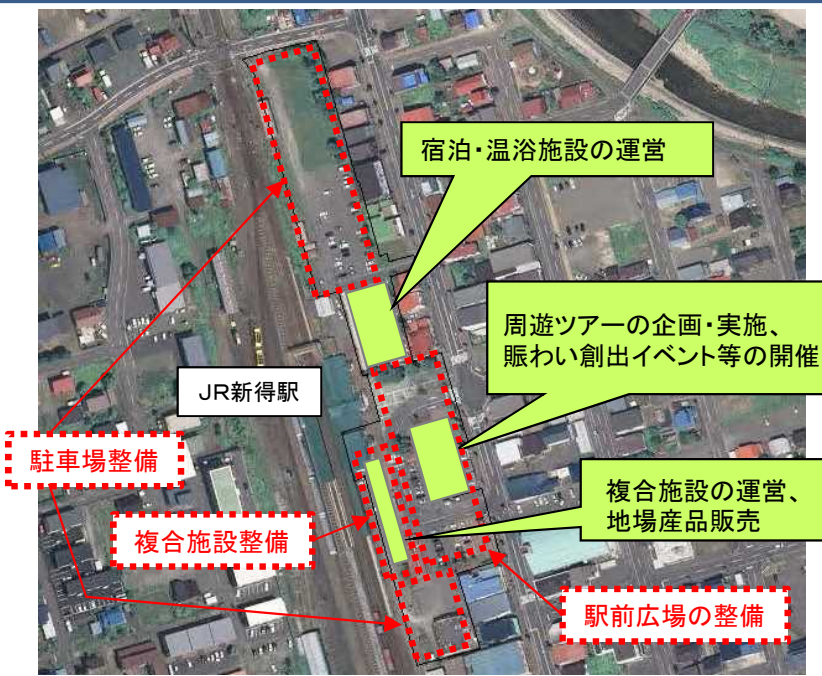 宿泊・温浴施設の運営
周遊ツアーの企画・実施、
賑わい創出イベント等の開催
JR新得駅
駐車場整備
複合施設の運営、
地場産品販売
複合施設整備
駅前広場の整備